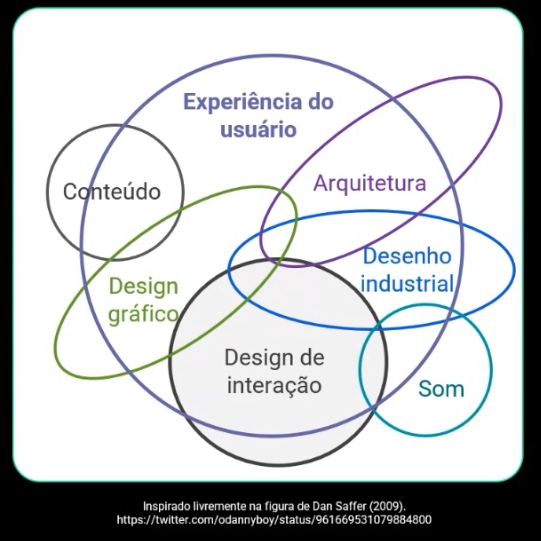 Experiência do
usuário
Conteúdo
Arquitetura
Desenho
industrial
Design
gráfico
Design de
interação
Som
Inspirado livremente na figura de Dan Saffer (2009).
https://twitter.com/odannyboy/status/961669531079884800